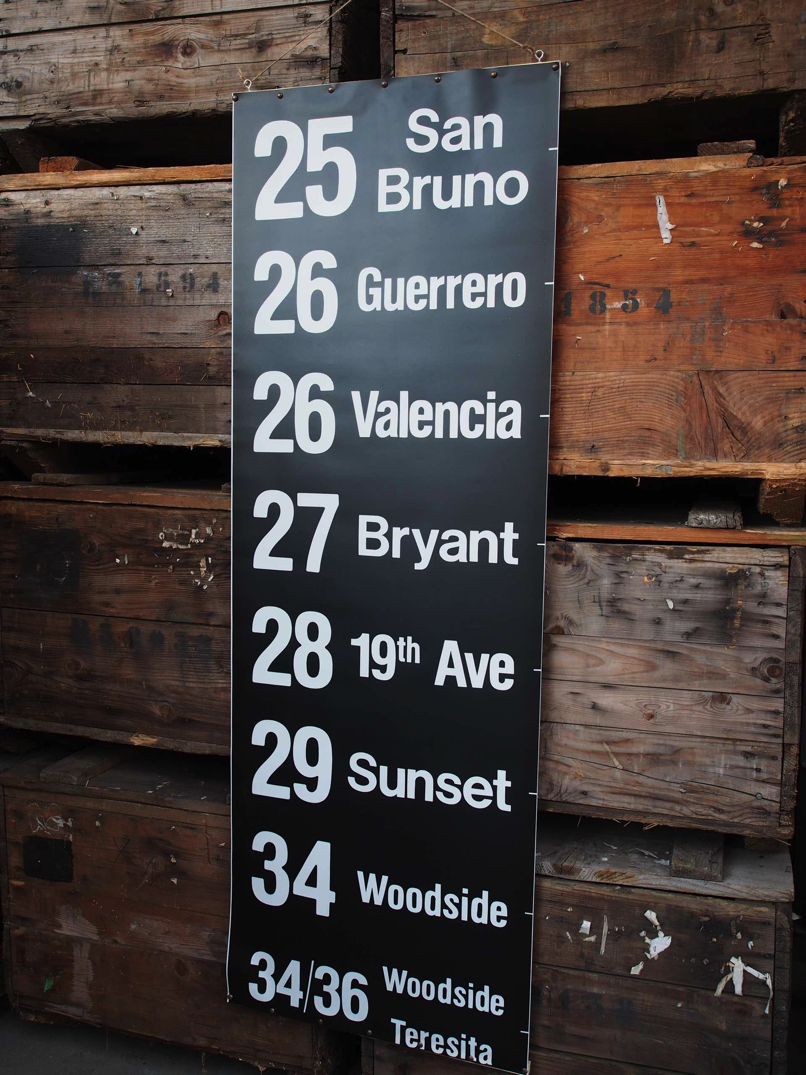 25 San Bruno
26 Guerrero
26 Valencia
27 Bryant
28 19th Ave
29 Sunset
34 Woodside
34/36 Woodside Teresita
1854